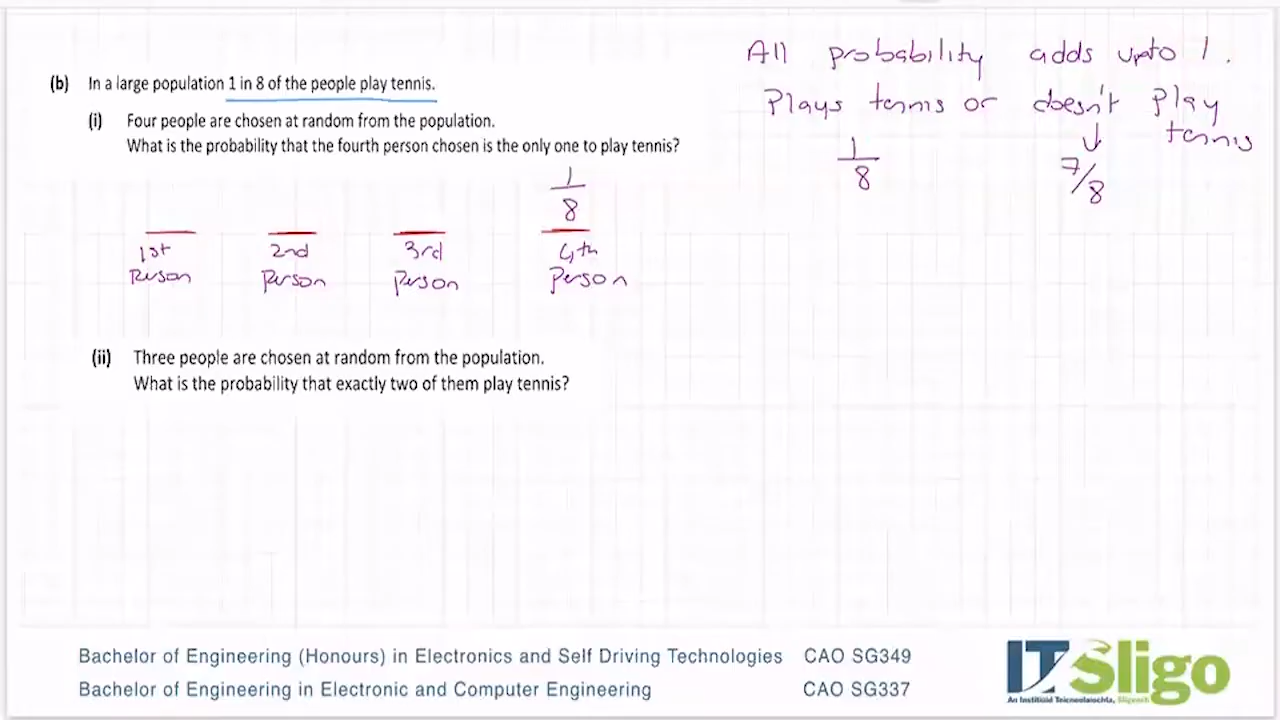 All probability adds upto 1.
Plays tennis or doesn't play tennis
1/8
↓
7/8
(b) In a large population 1 in 8 of the people play tennis.
(i) Four people are chosen at random from the population.
What is the probability that the fourth person chosen is the only one to play tennis?
1/8
1st Person
2nd Person
3rd Person
4th Person
(ii) Three people are chosen at random from the population.
What is the probability that exactly two of them play tennis?
Bachelor of Engineering (Honours) in Electronics and Self Driving Technologies CAO SG349
Bachelor of Engineering in Electronic and Computer Engineering CAO SG337
IT Sligo
An Institiúid Teicneolaíochta, Sligeach